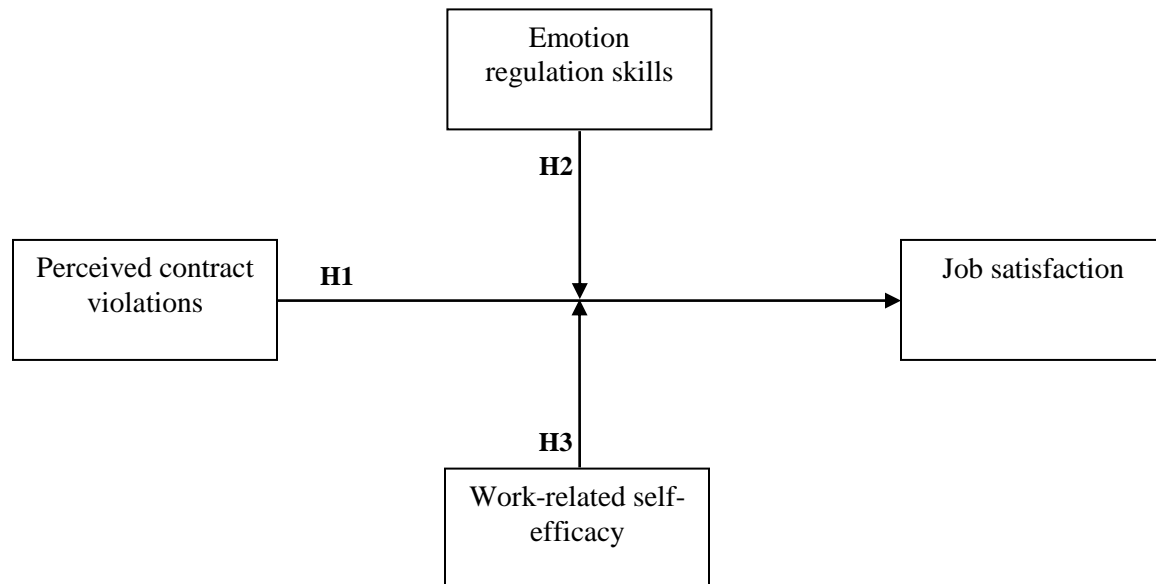 Emotion
regulation skills
H2
Perceived contract
violations
H1
Job satisfaction
H3
Work-related self-
efficacy